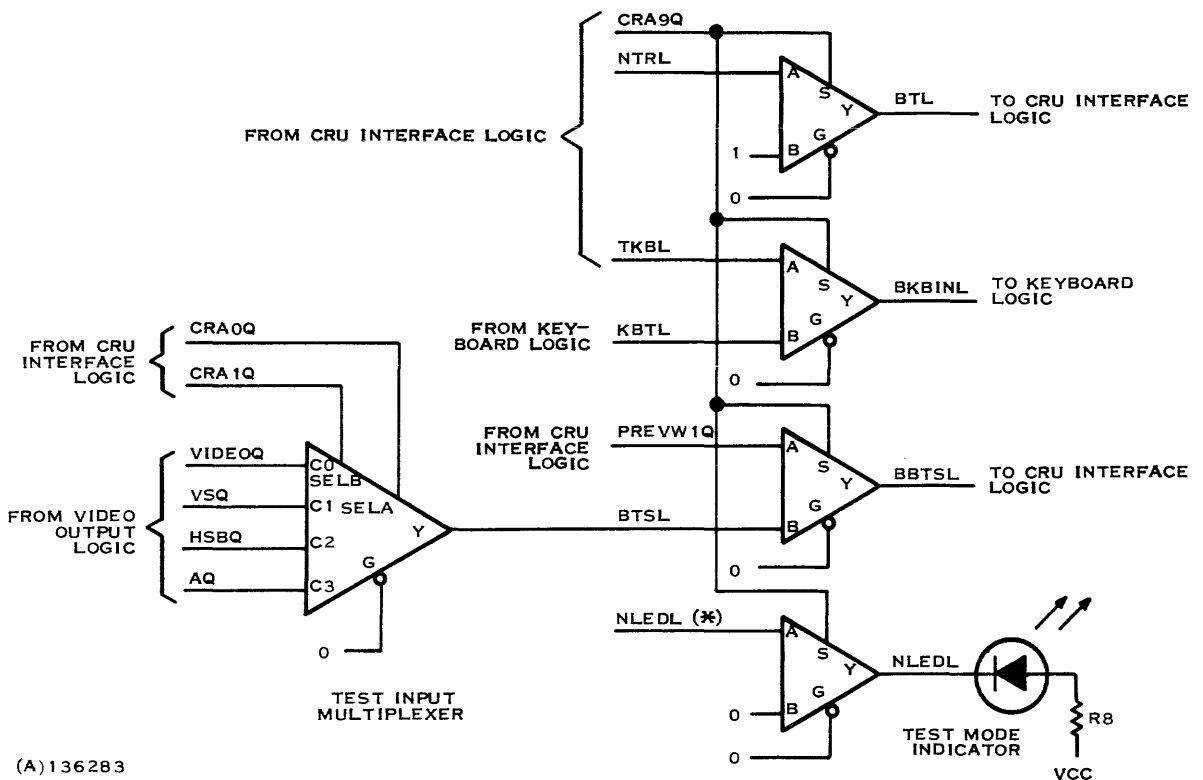 CRA9Q
NTRL
A
S
Y
BTL
TO CRU INTERFACE
LOGIC
FROM CRU INTERFACE LOGIC
G
1
B
0
TKBL
A
S
Y
BKBINL
TO KEYBOARD
LOGIC
G
FROM KEY-
BOARD LOGIC
KBTL
B
0
FROM CRU
INTERFACE
LOGIC
CRA0Q
CRA1Q
FROM CRU
INTERFACE
LOGIC
PREVW1Q
A
S
Y
BBTSL
TO CRU INTERFACE
LOGIC
G
BTSL
B
0
FROM VIDEO
OUTPUT
LOGIC
VIDEOQ
VSQ
HSBQ
AQ
C0
SELB
C1
SELA
C2
Y
G
C3
0
TEST INPUT
MULTIPLEXER
NLEDL (*)
A
S
Y
NLEDL
G
0
B
0
TEST MODE
INDICATOR
R8
VCC
(A)136283